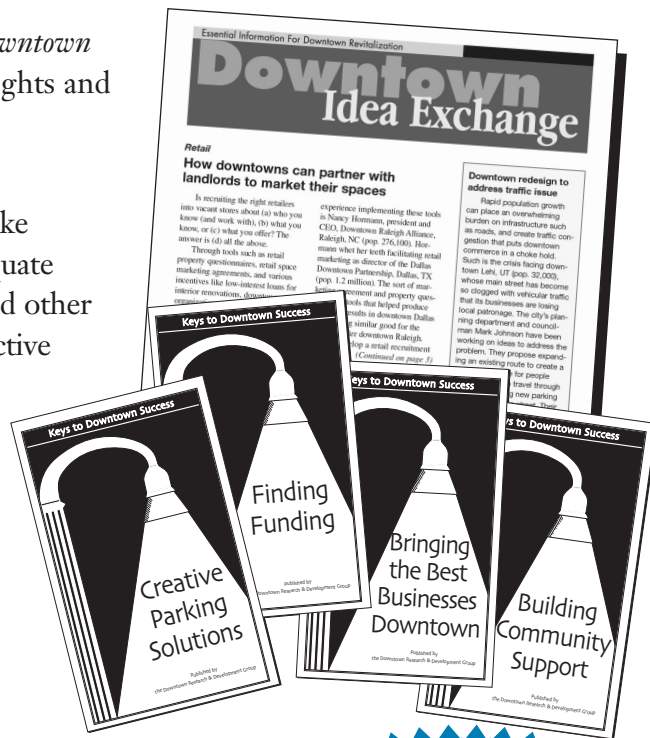 wntown
ghts and
ke
uate
d other
ctive
Essential Information For Downtown Revitalization
Downtown
Idea Exchange
Retail
How downtowns can partner with
landlords to market their spaces
Is recruiting the right retailers
into vacant stores about (a) who you
know (and work with), (b) what you
know, or (c) what you offer? The
answer is (d) all the above.
Through tools such as retail
property questionnaires, retail space
marketing agreements, and various
incentives like low-interest loans for
interior renovations,
experience implementing these tools
is Nancy Hormann, president and
CEO, Downtown Raleigh Alliance,
Raleigh, NC (pop. 276,100). Hor-
mann whet her teeth facilitating retail
marketing as director of the Dallas
Downtown Partnership, Dallas, TX
(pop. 1.2 million). The sort of mar-
keting agreement and property ques-
tools that helped produce
results in downtown Dallas
similar good for the
downtown Raleigh.
a retail recruitment
(Continued on page 3)
Downtown redesign to
address traffic issue
Rapid population growth
can place an overwhelming
burden on infrastructure such
as roads, and create traffic con-
gestion that puts downtown
commerce in a choke hold.
Such is the crisis facing down-
town Lehi, UT (pop. 32,000),
whose main street has become
so clogged with vehicular traffic
that its businesses are losing
local patronage. The city's plan-
ning department and council-
man Mark Johnson have been
working on ideas to address the
problem. They propose expand-
ing an existing route to create a
for people
travel through
new parking
Their
Keys to Downtown Success
Creative
Parking
Solutions
Published by
the Downtown Research & Development Group
Keys to Downtown Success
Finding
Funding
published by
Downtown Research & Development Group
eys to Downtown Success
Bringing
the Best
Businesses
Downtown
Published by
the Downtown Research & Development Group
ys to Downtown Success
Building
Community
Support
Published by
the Downtown Research & Development Group